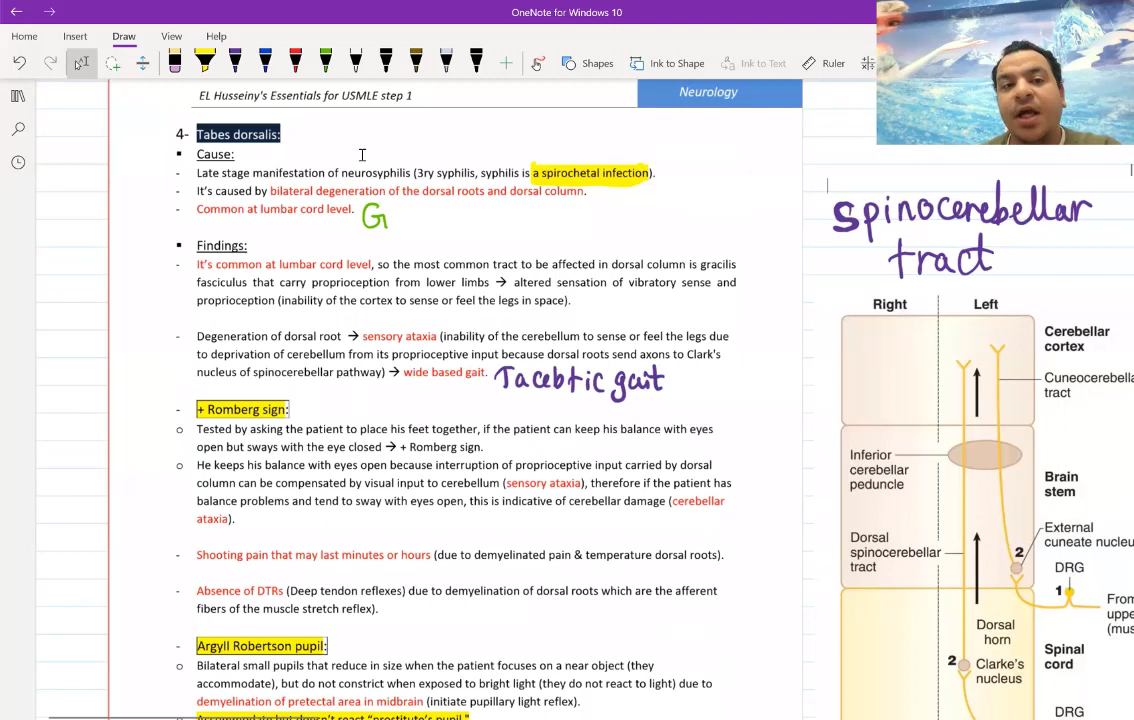 OneNote for Windows 10
Home Insert Draw View Help
Shapes Ink to Shape Ink to Text Ruler
EL Husseiny's Essentials for USMLE step 1
Neurology
4- Tabes dorsalis:
▪ Cause:
- Late stage manifestation of neurosyphilis (3ry syphilis, syphilis is a spirochetal infection).
- It's caused by bilateral degeneration of the dorsal roots and dorsal column.
- Common at lumbar cord level. G
▪ Findings:
- It's common at lumbar cord level, so the most common tract to be affected in dorsal column is gracilis
fasciculus that carry proprioception from lower limbs → altered sensation of vibratory sense and
proprioception (inability of the cortex to sense or feel the legs in space).
- Degeneration of dorsal root → sensory ataxia (inability of the cerebellum to sense or feel the legs due
to deprivation of cerebellum from its proprioceptive input because dorsal roots send axons to Clark's
nucleus of spinocerebellar pathway) → wide based gait. Tacebtic gait
- + Romberg sign:
o Tested by asking the patient to place his feet together, if the patient can keep his balance with eyes
open but sways with the eye closed → + Romberg sign.
o He keeps his balance with eyes open because interruption of proprioceptive input carried by dorsal
column can be compensated by visual input to cerebellum (sensory ataxia), therefore if the patient has
balance problems and tend to sway with eyes open, this is indicative of cerebellar damage (cerebellar
ataxia).
- Shooting pain that may last minutes or hours (due to demyelinated pain & temperature dorsal roots).
- Absence of DTRs (Deep tendon reflexes) due to demyelination of dorsal roots which are the afferent
fibers of the muscle stretch reflex).
- Argyll Robertson pupil:
o Bilateral small pupils that reduce in size when the patient focuses on a near object (they
accommodate), but do not constrict when exposed to bright light (they do not react to light) due to
demyelination of pretectal area in midbrain (initiate pupillary light reflex).
o Accommodate but doesn't react "prostitute's pupil."
spinocerebellar
tract
Right Left
Cerebellar
cortex
Cuneocerebella
tract
Inferior
cerebellar
peduncle
Brain
stem
External
cuneate nucleu
Dorsal
spinocerebellar
tract
2
DRG
1
From
uppe
(mus
Dorsal
horn
Spinal
cord
2 Clarke's
nucleus
DRG